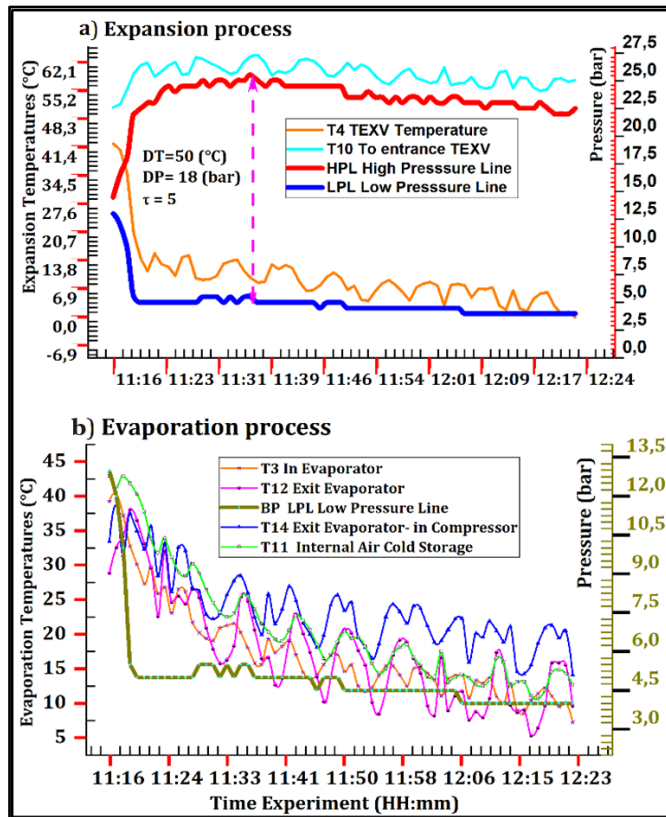 a) Expansion process
Expansion Temperatures (°C)
62,1
55,2
48,3
41,4
34,5
27,6
20,7
13,8
6,9
0,0
-6,9
T4 TEXV Temperature
T10 To entrance TEXV
HPL High Presssure Line
LPL Low Presssure Line
DT=50 (°C)
DP= 18 (bar)
τ = 5
Pressure (bar)
27,5
25,0
22,5
20,0
17,5
15,0
12,5
10,0
7,5
5,0
2,5
0,0
11:16 11:23 11:31 11:39 11:46 11:54 12:01 12:09 12:17 12:24
b) Evaporation process
Evaporation Temperatures (°C)
45
40
35
30
25
20
15
10
5
T3 In Evaporator
T12 Exit Evaporator
BP LPL Low Pressure Line
T14 Exit Evaporator- in Compressor
T11 Internal Air Cold Storage
Pressure (bar)
13,5
12,0
10,5
9,0
7,5
6,0
4,5
3,0
11:16 11:24 11:33 11:41 11:50 11:58 12:06 12:15 12:23
Time Experiment (HH:mm)